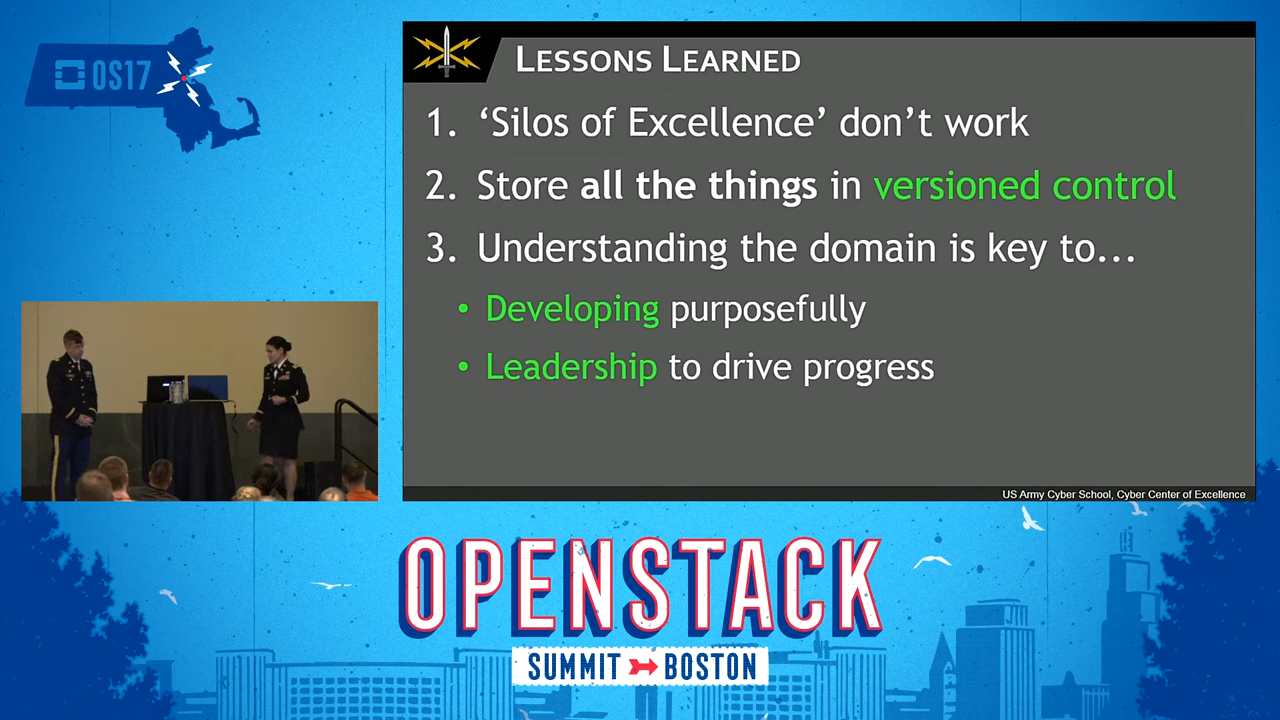 OS17
LESSONS LEARNED
1. ‘Silos of Excellence’ don’t work
2. Store all the things in versioned control
3. Understanding the domain is key to...
• Developing purposefully
• Leadership to drive progress
US Army Cyber School, Cyber Center of Excellence
OPENSTACK
SUMMIT BOSTON